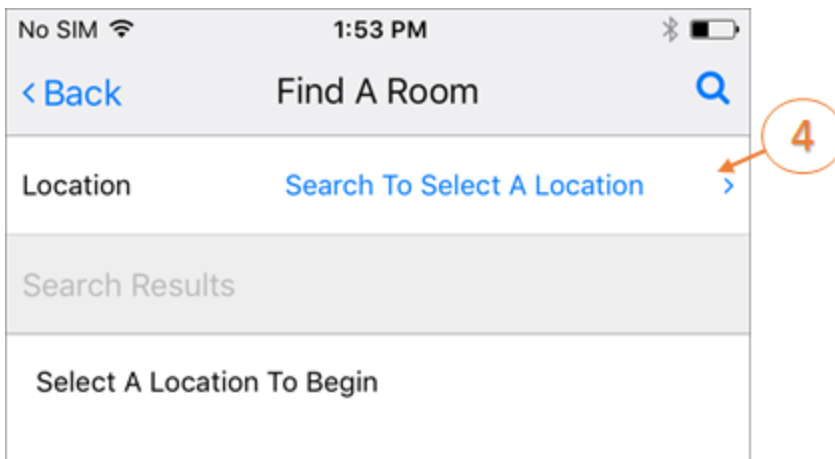 No SIM 1:53 PM
< Back Find A Room
4
Location Search To Select A Location >
Search Results
Select A Location To Begin